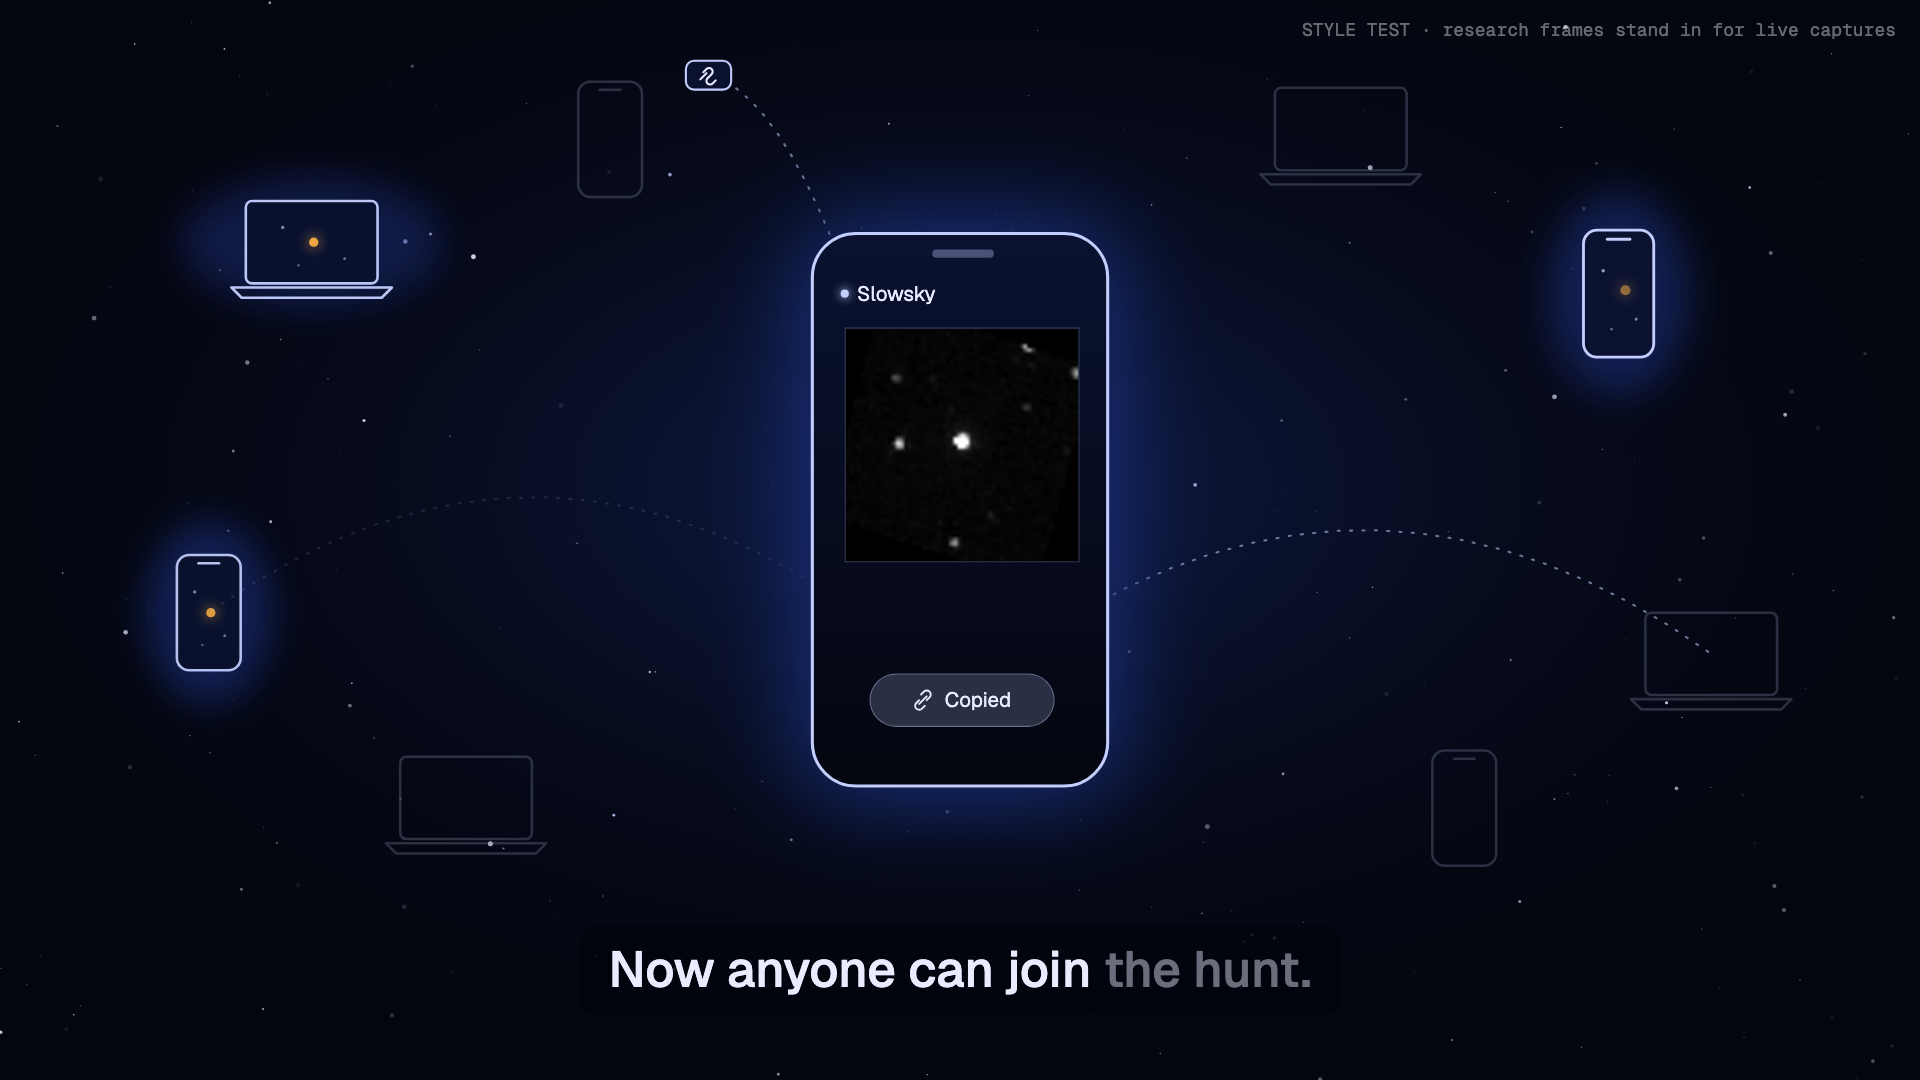 STYLE TEST · research frames stand in for live captures
Slowsky
Copied
Now anyone can join the hunt.